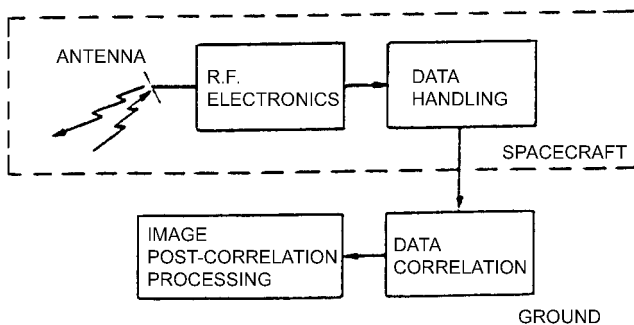 ANTENNA
R.F.
ELECTRONICS
DATA
HANDLING
SPACECRAFT
IMAGE
POST-CORRELATION
PROCESSING
DATA
CORRELATION
GROUND